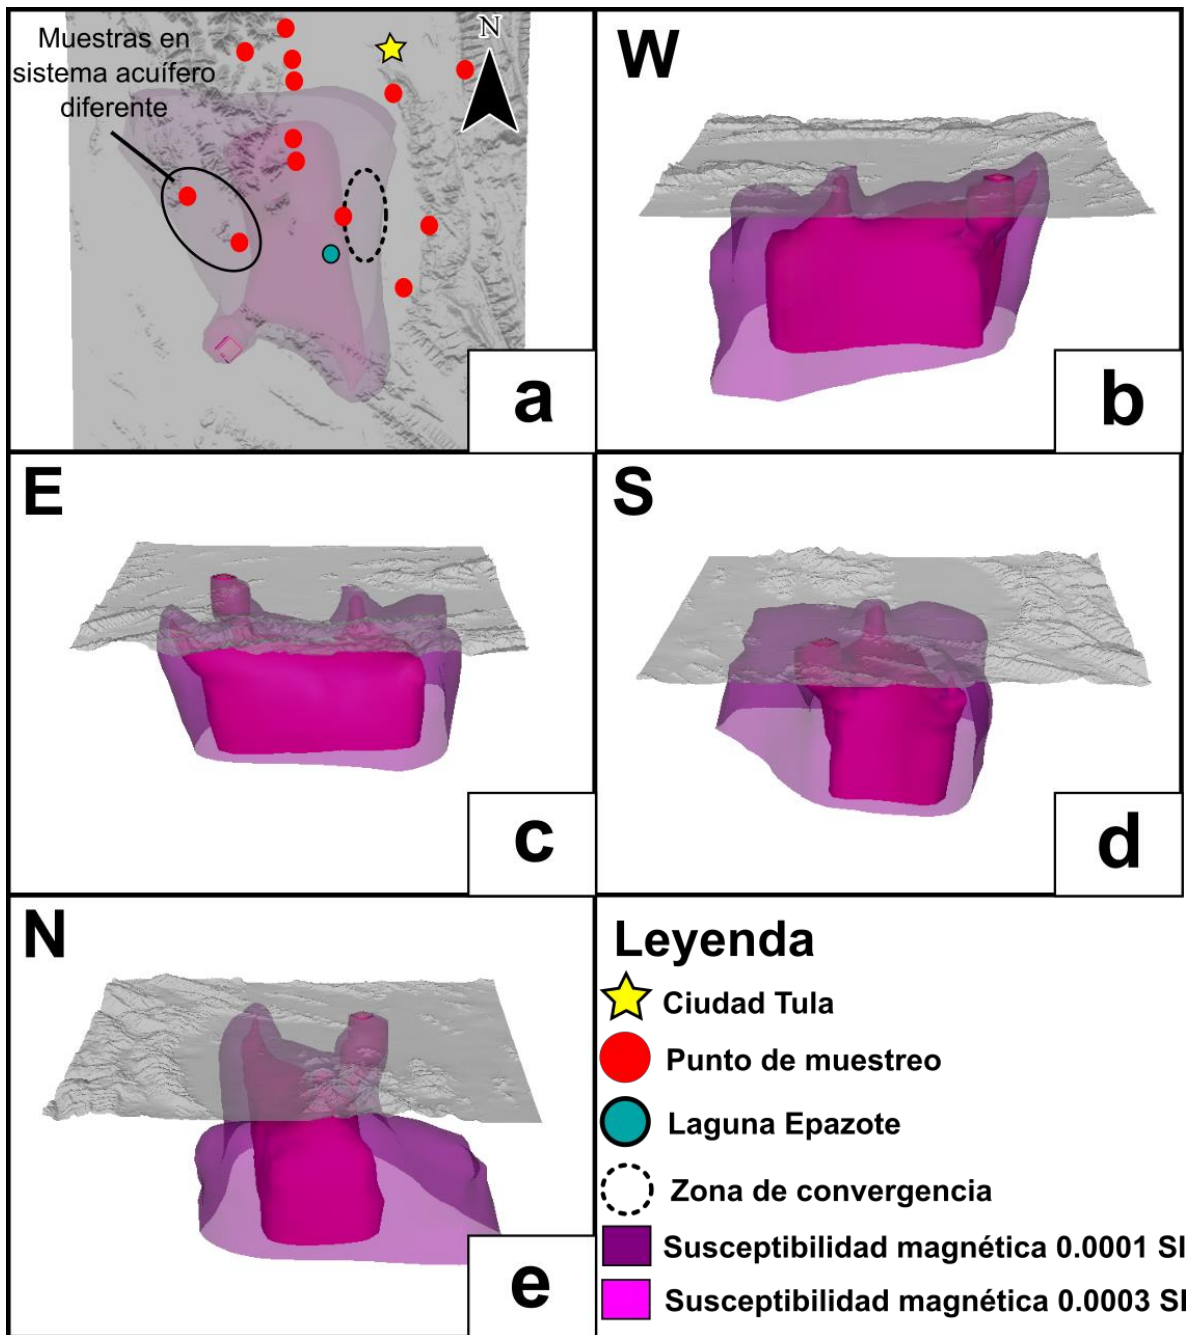 Muestras en
sistema acuífero
diferente
N
a
W
b
E
c
S
d
N
e
Leyenda
Ciudad Tula
Punto de muestreo
Laguna Epazote
Zona de convergencia
Susceptibilidad magnética 0.0001 SI
Susceptibilidad magnética 0.0003 SI